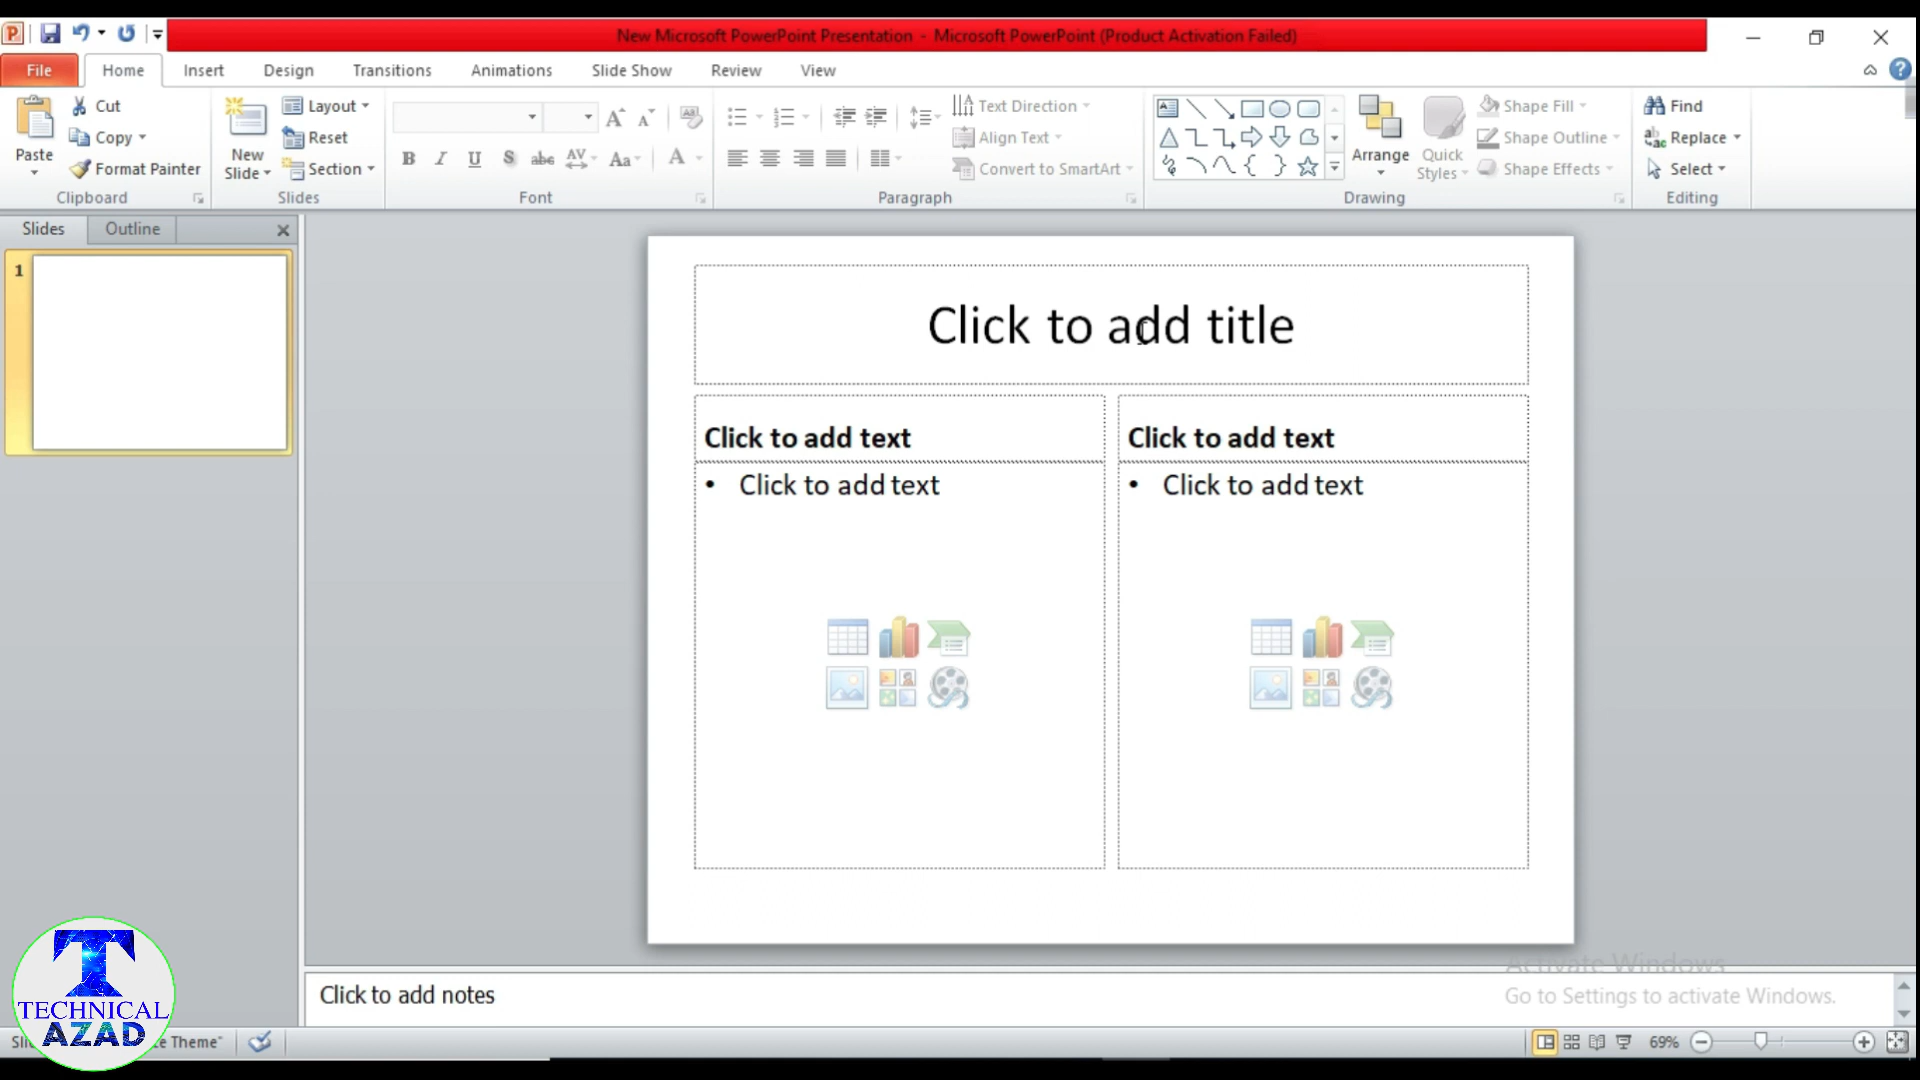 New Microsoft PowerPoint Presentation - Microsoft PowerPoint (Product Activation Failed)
File Home Insert Design Transitions Animations Slide Show Review View
Paste
Cut
Copy
Format Painter
Clipboard
New
Slide
Layout
Reset
Section
Slides
Font
Text Direction
Align Text
Convert to SmartArt
Paragraph
Arrange
Quick
Styles
Shape Fill
Shape Outline
Shape Effects
Drawing
Find
Replace
Select
Editing
Slides Outline
1
Click to add title
Click to add text
Click to add text
Click to add text
Click to add text
Click to add notes
Activate Windows
Go to Settings to activate Windows.
T
TECHNICAL
AZAD
Theme"
69%